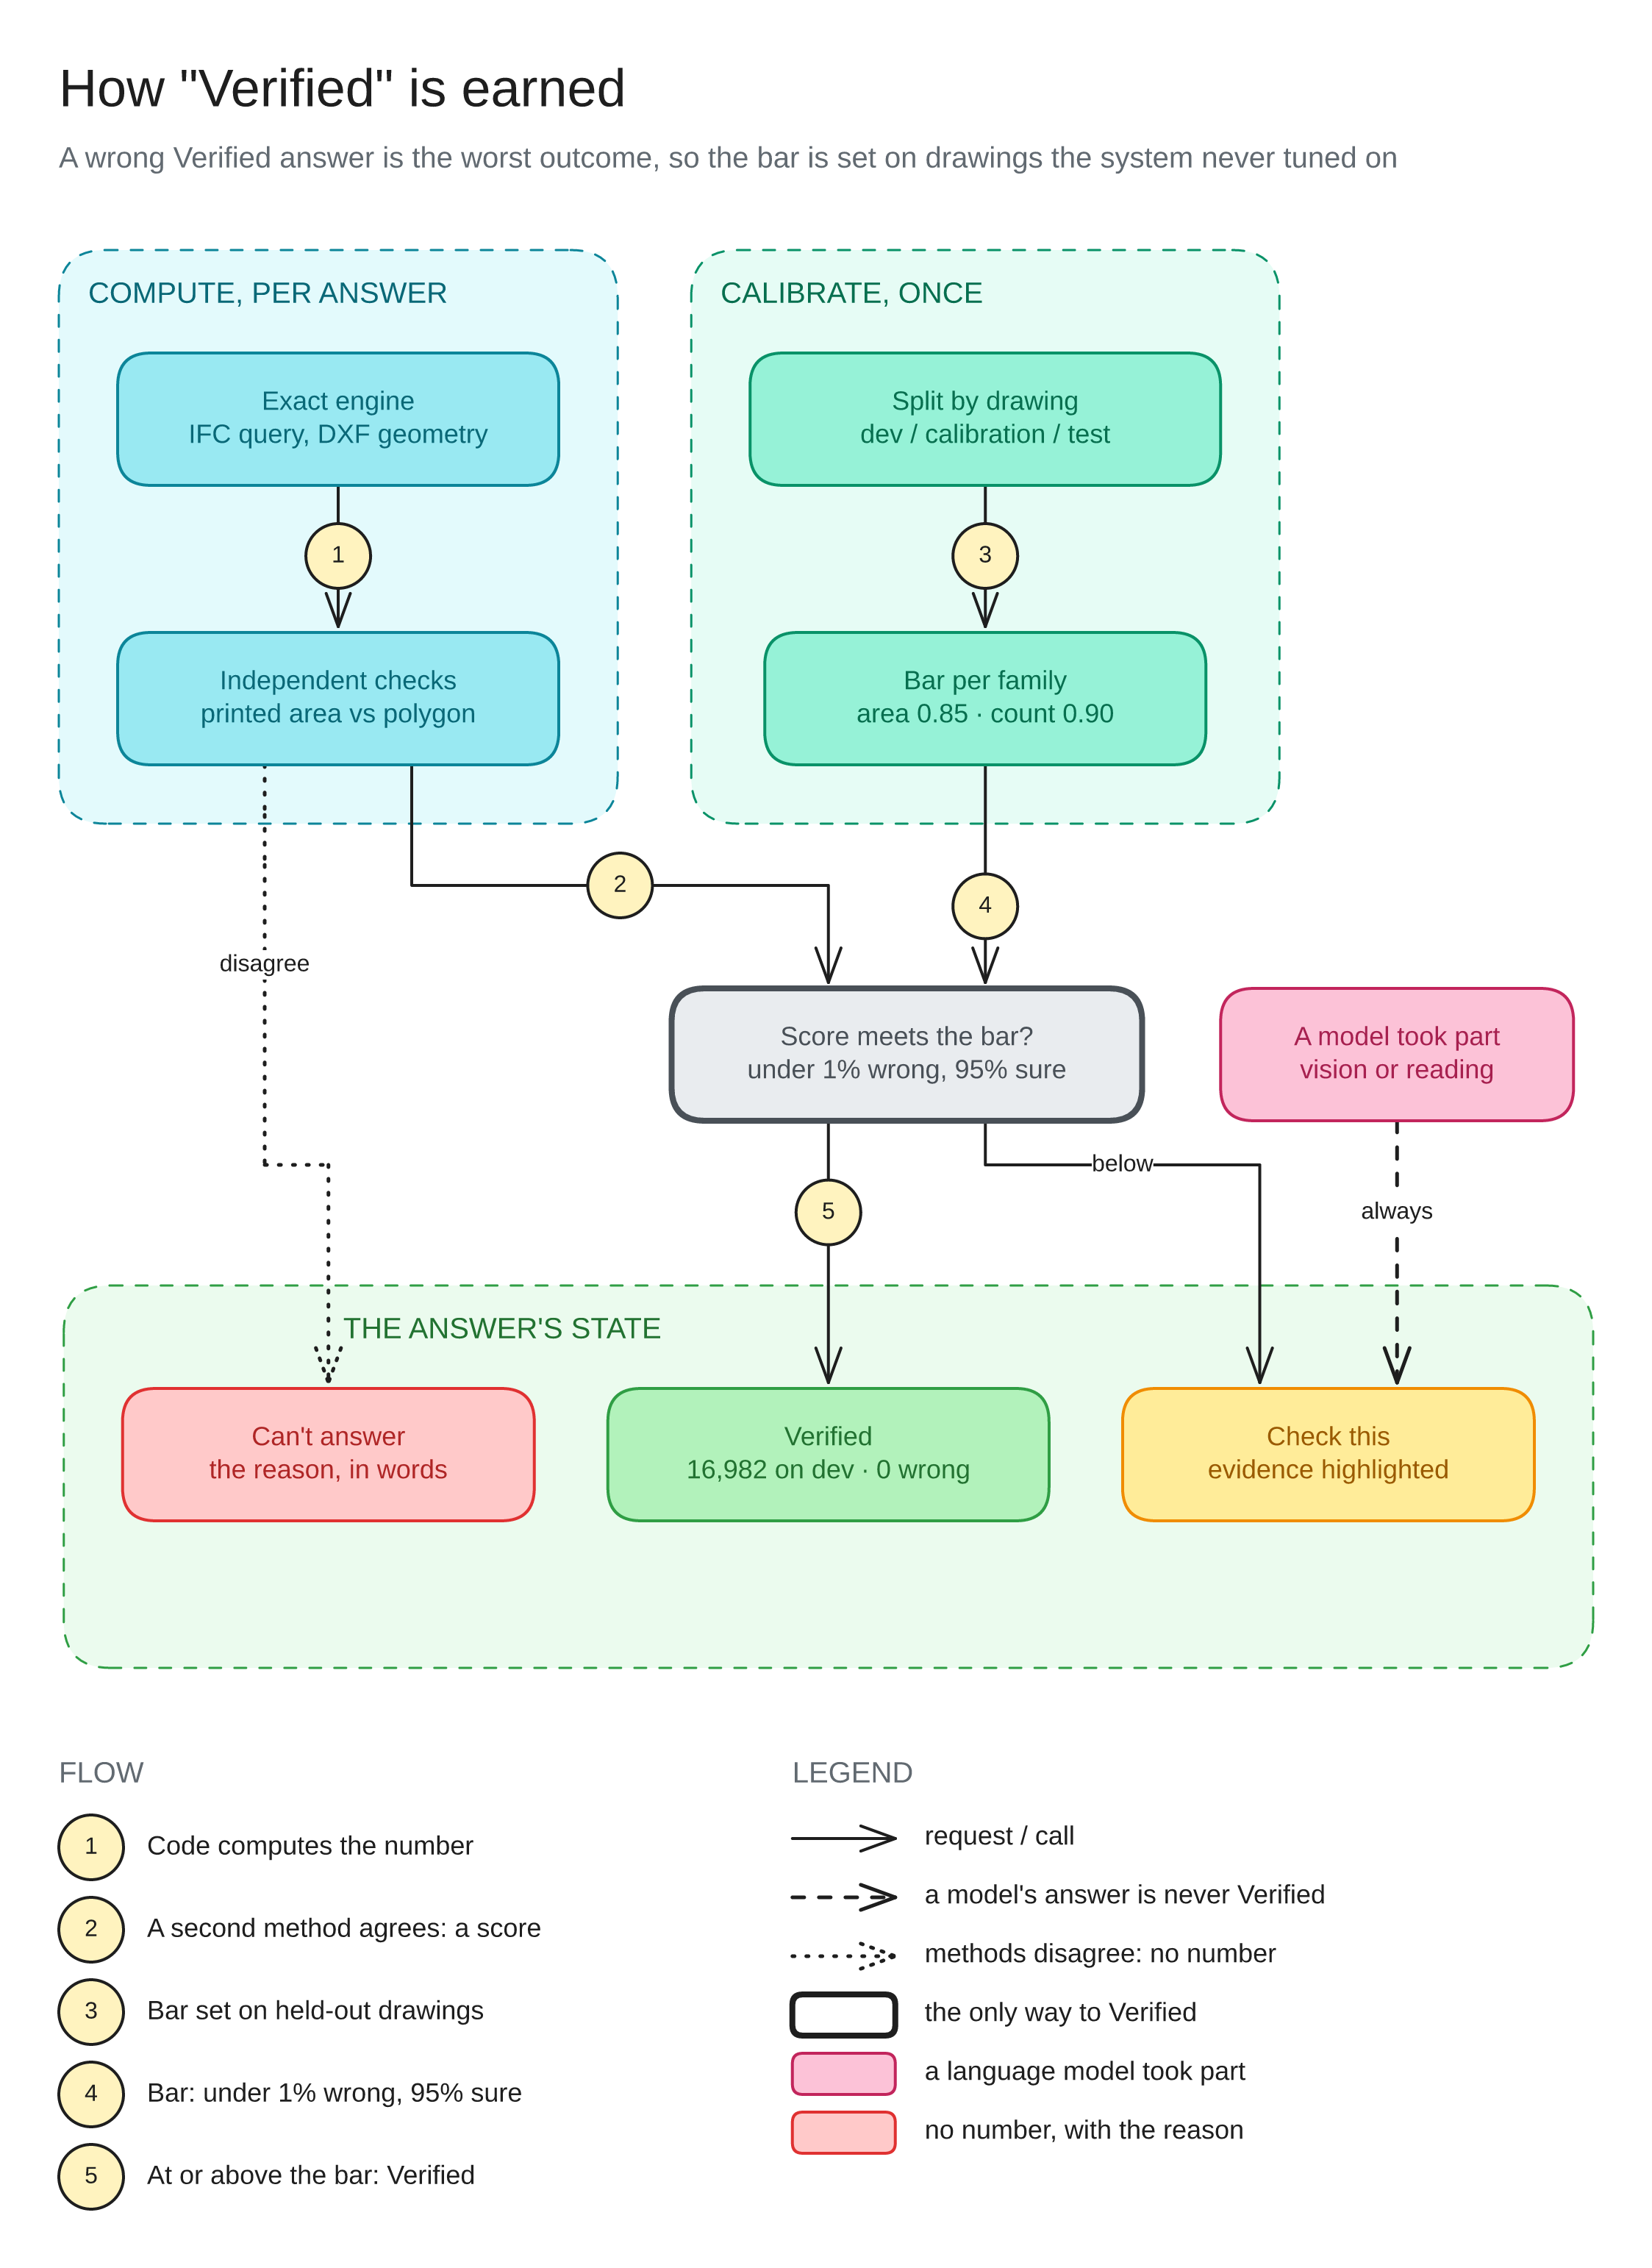 How "Verified" is earned
A wrong Verified answer is the worst outcome, so the bar is set on drawings the system never tuned on
COMPUTE, PER ANSWER
Exact engine
IFC query, DXF geometry
1
Independent checks
printed area vs polygon
CALIBRATE, ONCE
Split by drawing
dev / calibration / test
3
Bar per family
area 0.85 · count 0.90
2
4
disagree
Score meets the bar?
under 1% wrong, 95% sure
A model took part
vision or reading
below
5
always
THE ANSWER'S STATE
Can't answer
the reason, in words
Verified
16,982 on dev · 0 wrong
Check this
evidence highlighted
FLOW
1 Code computes the number
2 A second method agrees: a score
3 Bar set on held-out drawings
4 Bar: under 1% wrong, 95% sure
5 At or above the bar: Verified
LEGEND
request / call
a model's answer is never Verified
methods disagree: no number
the only way to Verified
a language model took part
no number, with the reason